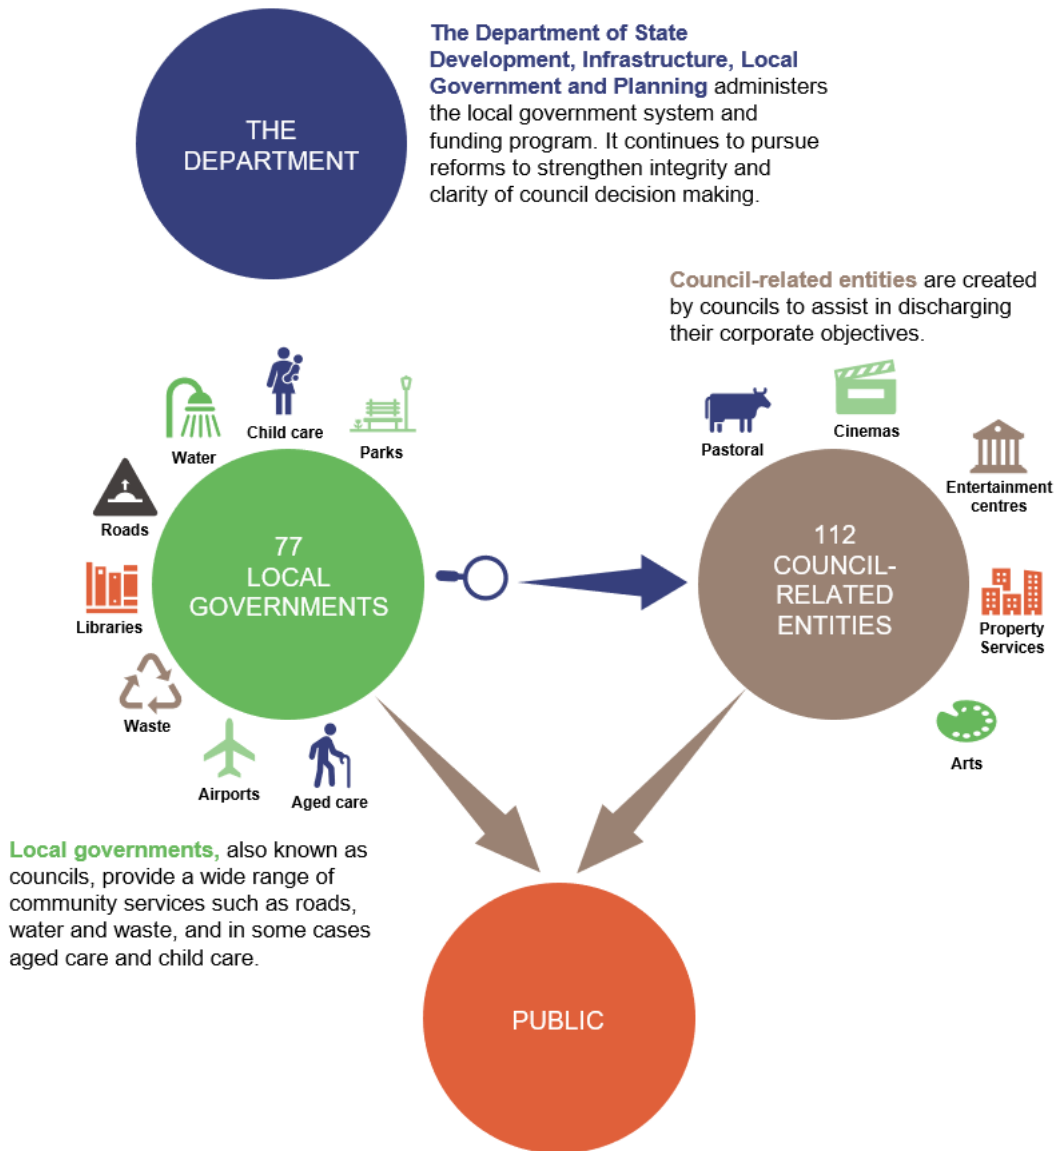 THE
DEPARTMENT
The Department of State
Development, Infrastructure, Local
Government and Planning administers
the local government system and
funding program. It continues to pursue
reforms to strengthen integrity and
clarity of council decision making.
Council-related entities are created
by councils to assist in discharging
their corporate objectives.
Child care
Water
Parks
Roads
Libraries
Waste
Airports
Aged care
77
LOCAL
GOVERNMENTS
Pastoral
Cinemas
Entertainment
centres
Property
Services
Arts
112
COUNCIL-
RELATED
ENTITIES
Local governments, also known as
councils, provide a wide range of
community services such as roads,
water and waste, and in some cases
aged care and child care.
PUBLIC